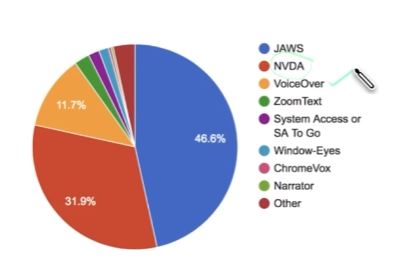 JAWS
NVDA
VoiceOver
ZoomText
System Access or
SA To Go
Window-Eyes
ChromeVox
Narrator
Other
46.6%
31.9%
11.7%